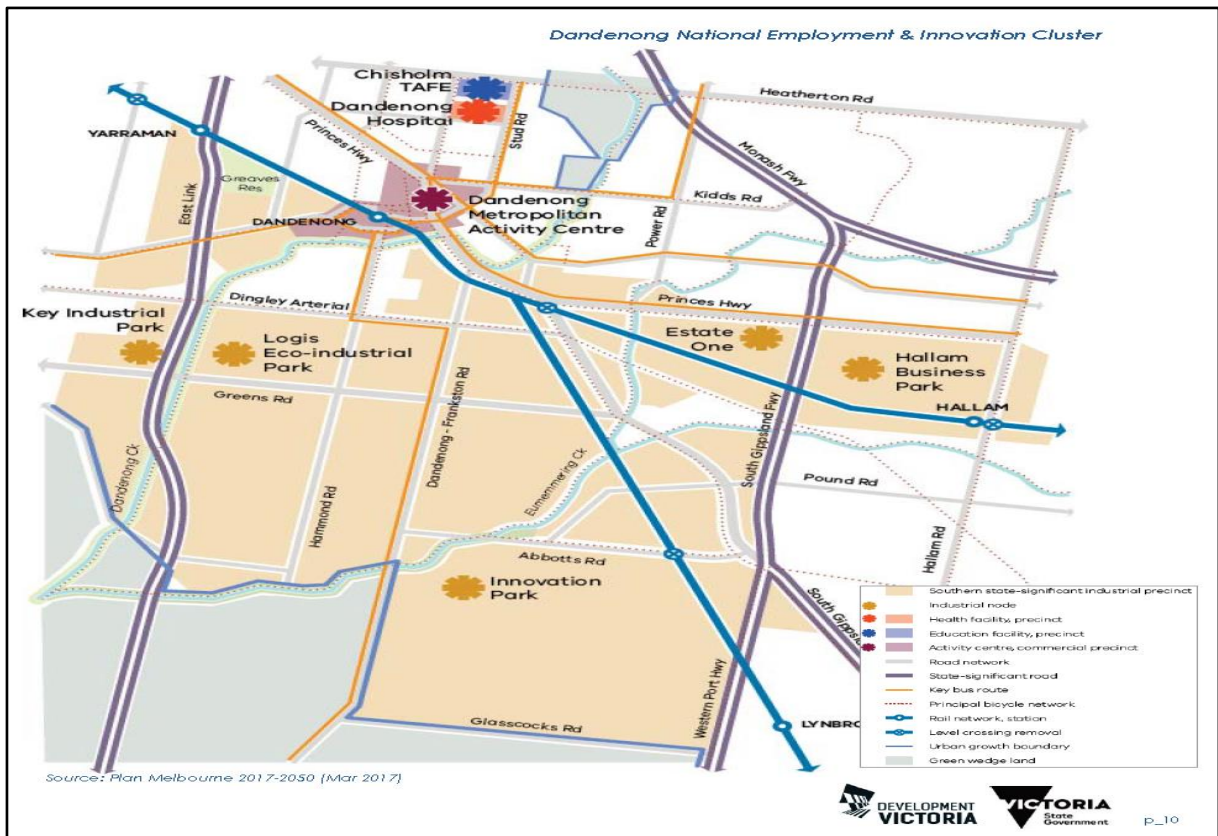 Dandenong National Employment & Innovation Cluster
Chisholm
TAFE
Dandenong
Hospital
Heatherton Rd
YARRAMAN
Princes Hwy
Stud Rd
Monash Fwy
Greaves
Res
East Link
Kidds Rd
DANDENONG
Dandenong
Metropolitan
Activity Centre
Power Rd
Dingley Arterial
Princes Hwy
Key Industrial
Park
Logis
Eco-industrial
Park
Estate
One
Hallam
Business
Park
Greens Rd
Dandenong - Frankston Rd
HALLAM
South Gippsland Fwy
Dandenong Ck
Hammond Rd
Eumemmering Ck
Pound Rd
Hallam Rd
Abbotts Rd
Innovation
Park
South Gippsl
Western Port Hwy
Glasscocks Rd
LYNBRO
Southern state-significant industrial precinct
Industrial node
Health facility, precinct
Education facility, precinct
Activity centre, commercial precinct
Road network
State-significant road
Key bus route
Principal bicycle network
Rail network, station
Level crossing removal
Urban growth boundary
Green wedge land
Source: Plan Melbourne 2017-2050 (Mar 2017)
DEVELOPMENT
VICTORIA
VICTORIA
State
Government
p_10